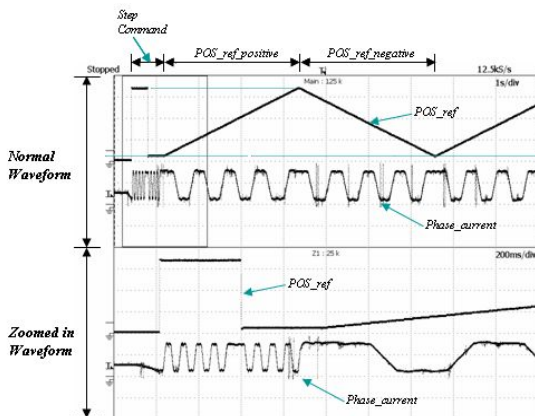 Step
Command
POS_ref_positive
POS_ref_negative
Stopped
12.5kS/s
Main : 125 k
1s/div
POS_ref
Normal
Waveform
Phase_current
Z1 : 25 k
200ms/div
POS_ref
Zoomed in
Waveform
Phase_current